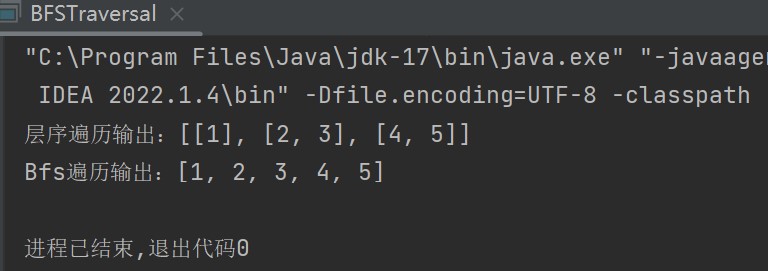 BFSTraversal
"C:\Program Files\Java\jdk-17\bin\java.exe" "-javaagen
IDEA 2022.1.4\bin" -Dfile.encoding=UTF-8 -classpath
层序遍历输出：[[1], [2, 3], [4, 5]]
Bfs遍历输出：[1, 2, 3, 4, 5]
进程已结束,退出代码0